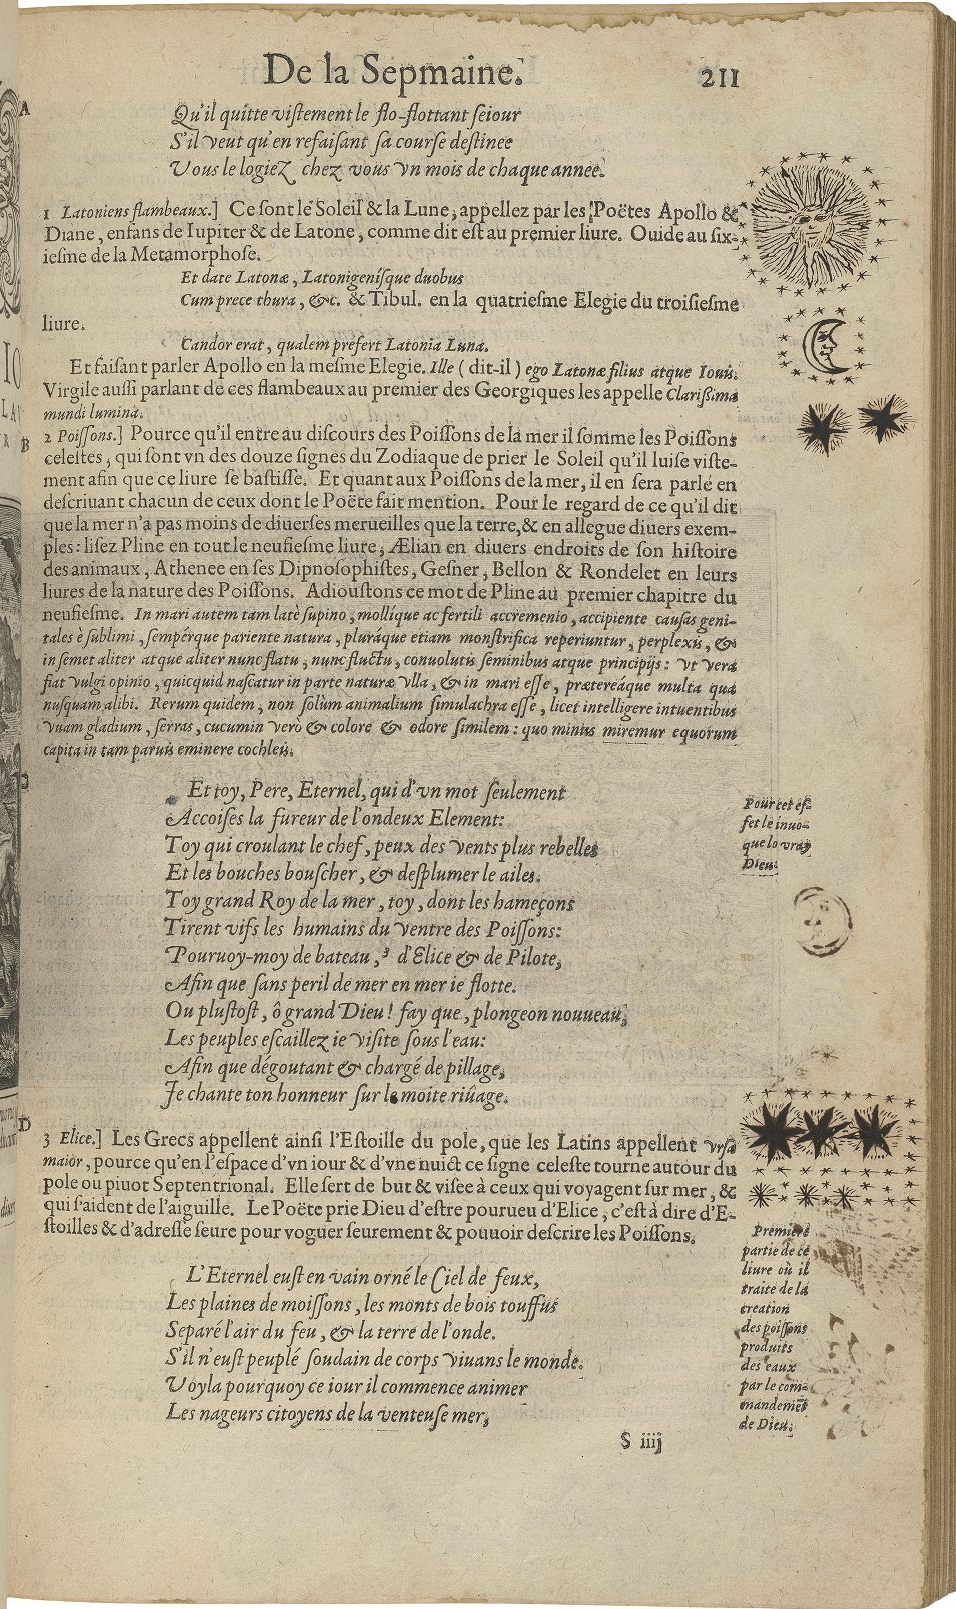 De la Sepmaine. 211
A
Qu'il quitte viſtement le flo-flottant ſeiour
S'il veut qu'en refaiſant ſa courſe deſtinee
Vous le logiez chez vous vn mois de chaque annee.
1 Latoniens flambeaux.] Ce ſont le Soleil & la Lune, appellez par les Poëtes Apollo &
Diane, enfans de Iupiter & de Latone, comme dit eſt au premier liure. Ouide au ſix-
ieſme de la Metamorphoſe.
Et date Latonæ, Latonigeníſque duobus
Cum prece thura, &c. & Tibul. en la quatrieſme Elegie du troiſieſme
liure.
Candor erat, qualem præfert Latonia Luna.
Et faiſant parler Apollo en la meſme Elegie. Ille (dit-il) ego Latonæ filius atque Iouis.
Virgile auſſi parlant de ces flambeaux au premier des Georgiques les appelle Clariſſima
mundi lumina.
B
2 Poiſſons.] Pource qu'il entre au diſcours des Poiſſons de la mer il ſomme les Poiſſons
celeſtes, qui ſont vn des douze ſignes du Zodiaque de prier le Soleil qu'il luiſe viſte-
ment afin que ce liure ſe baſtiſſe. Et quant aux Poiſſons de la mer, il en ſera parlé en
deſcriuant chacun de ceux dont le Poëte fait mention. Pour le regard de ce qu'il dit
que la mer n'a pas moins de diuerſes merueilles que la terre, & en allegue diuers exem-
ples: liſez Pline en tout le neufieſme liure, Ælian en diuers endroits de ſon hiſtoire
des animaux, Athenee en ſes Dipnoſophiſtes, Geſner, Bellon & Rondelet en leurs
liures de la nature des Poiſſons. Adiouſtons ce mot de Pline au premier chapitre du
neufieſme. In mari autem tam latè ſupino, mollíque ac fertili accremenio, accipiente cauſas geni-
tales è ſublimi, ſempérque pariente natura, pluráque etiam monſtrifica reperiuntur, perplexis, &
in ſemet aliter atque aliter nunc flatu, nunc fluctu, conuolutis ſeminibus atque principijs: vt vera
fiat vulgi opinio, quicquid naſcatur in parte naturæ vlla, & in mari eſſe, prætereáque multa quæ
nuſquam alibi. Rerum quidem, non ſolùm animalium ſimulachra eſſe, licet intelligere intuentibus
vuam gladium, ſerras, cucumin verò & colore & odore ſimilem: quo minus miremur equorum
capita in tam paruis eminere cochleis.
Et toy, Pere, Eternel, qui d'vn mot ſeulement
Accoiſes la fureur de l'ondeux Element:
Toy qui croulant le chef, peux des vents plus rebelles
Et les bouches bouſcher, & deſplumer le ailes.
Toy grand Roy de la mer, toy, dont les hameçons
Tirent vifs les humains du ventre des Poiſſons:
Pouruoy-moy de bateau, 3 d'Elice & de Pilote,
Afin que ſans peril de mer en mer ie flotte.
Ou pluſtoſt, ô grand Dieu! fay que, plongeon nouueau,
Les peuples eſcaillez ie viſite ſous l'eau:
Afin que dégoutant & chargé de pillage,
Je chante ton honneur ſur le moite riuage.
Pour cet ef-
fet le inuo-
que lo vray
Dieu.
D
3 Elice.] Les Grecs appellent ainſi l'Eſtoille du pole, que les Latins appellent vrſa
maior, pource qu'en l'eſpace d'vn iour & d'vne nuict ce ſigne celeſte tourne autour du
pole ou piuot Septentrional. Elle ſert de but & viſee à ceux qui voyagent ſur mer, &
qui s'aident de l'aiguille. Le Poëte prie Dieu d'eſtre pourueu d'Elice, c'eſt à dire d'E-
ſtoilles & d'adreſſe ſeure pour voguer ſeurement & pouuoir deſcrire les Poiſſons.
L'Eternel euſt en vain orné le Ciel de feux,
Les plaines de moiſſons, les monts de bois touffus
Separé l'air du feu, & la terre de l'onde.
S'il n'euſt peuplé ſoudain de corps viuans le monde.
Voyla pourquoy ce iour il commence animer
Les nageurs citoyens de la venteuſe mer,
Premiere
partie de ce
liure où il
traite de la
creation
des poiſſons
produits
des eaux
par le com-
mandemẽt
de Dieu.
S iiij